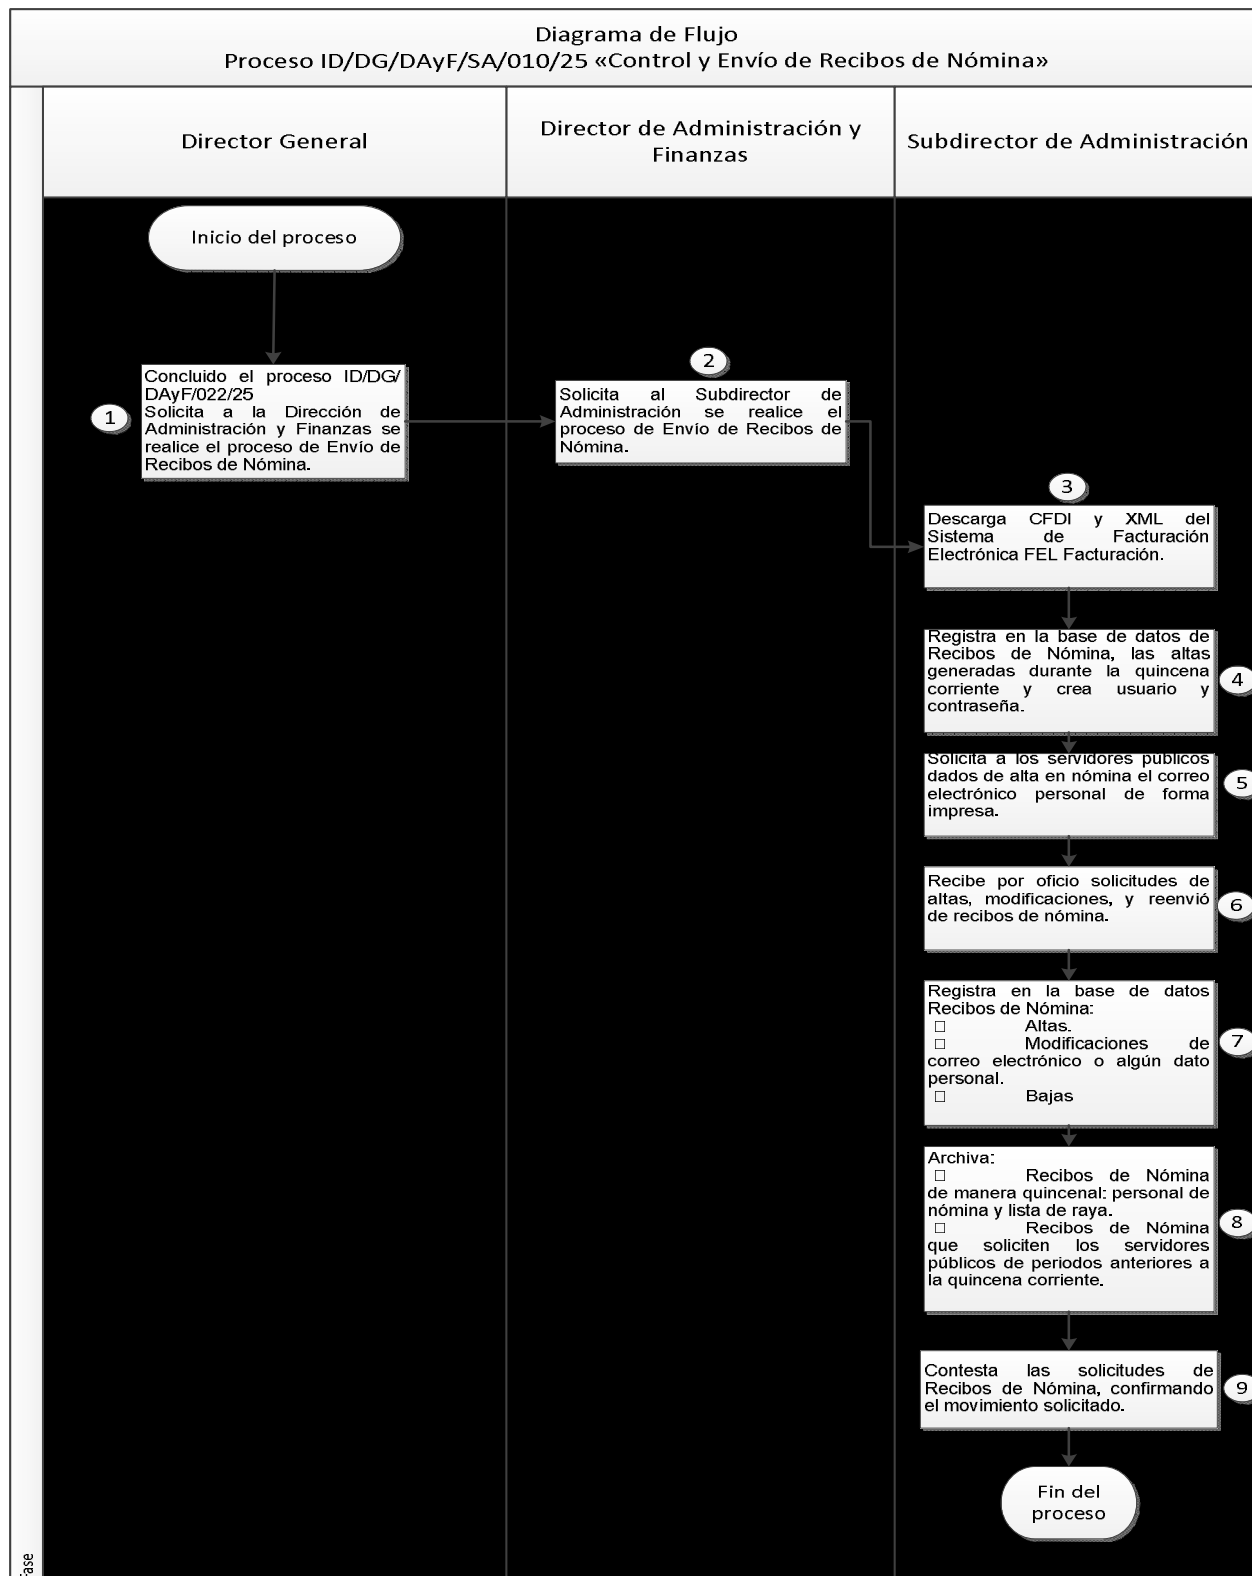 Diagrama de Flujo
Proceso ID/DG/DAyF/SA/010/25 «Control y Envío de Recibos de Nómina»
Director General
Director de Administración y
Finanzas
Subdirector de Administración
Inicio del proceso
1
Concluido el proceso ID/DG/
DAyF/022/25
Solicita a la Dirección de
Administración y Finanzas se
realice el proceso de Envío de
Recibos de Nómina.
2
Solicita al Subdirector de
Administración se realice el
proceso de Envío de Recibos de
Nómina.
3
Descarga CFDI y XML del
Sistema de Facturación
Electrónica FEL Facturación.
4
Registra en la base de datos de
Recibos de Nómina, las altas
generadas durante la quincena
corriente y crea usuario y
contraseña.
5
Solicita a los servidores públicos
dados de alta en nómina el correo
electrónico personal de forma
impresa.
6
Recibe por oficio solicitudes de
altas, modificaciones, y reenvió
de recibos de nómina.
7
Registra en la base de datos
Recibos de Nómina:
□ Altas.
□ Modificaciones de
correo electrónico o algún dato
personal.
□ Bajas
8
Archiva:
□ Recibos de Nómina
de manera quincenal: personal de
nómina y lista de raya.
□ Recibos de Nómina
que soliciten los servidores
públicos de periodos anteriores a
la quincena corriente.
9
Contesta las solicitudes de
Recibos de Nómina, confirmando
el movimiento solicitado.
Fin del
proceso
Fase